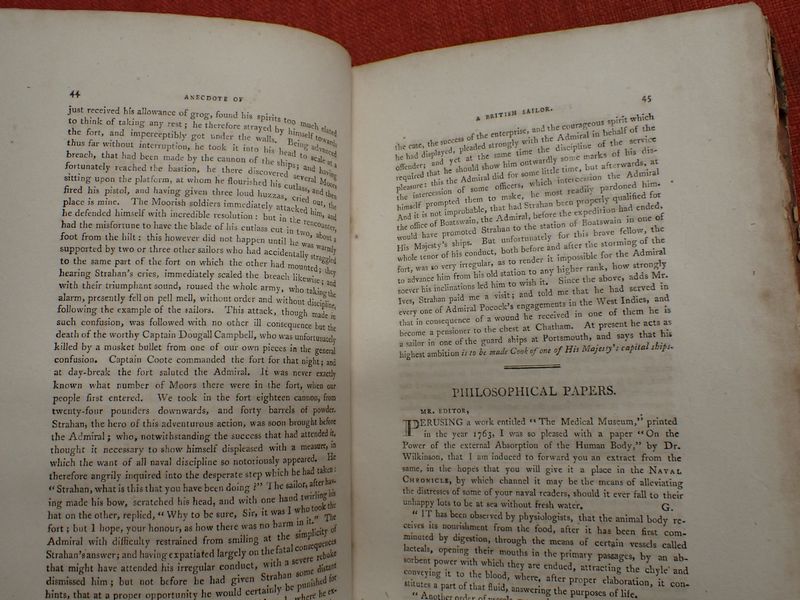 44
ANECDOTE OF
just received his allowance of grog, found his spirits too much elated
to think of taking any rest; he therefore strayed by himself towards
the fort, and imperceptibly got under the walls. Being advanced
thus far without interruption, he took it into his head to scale at a
breach, that had been made by the cannon of the ships; and having
fortunately reached the bastion, he there discovered several Moors
sitting upon the platform, at whom he flourished his cutlass, and then
fired his pistol, and having given three loud huzzas, cried out, the
place is mine. The Moorish soldiers immediately attacked him, and
he defended himself with incredible resolution: but in the rencounter,
had the misfortune to have the blade of his cutlass cut in two, about a
foot from the hilt: this however did not happen until he was warmly
supported by two or three other sailors who had accidentally straggled
to the same part of the fort on which the other had mounted; they
hearing Strahan's cries, immediately scaled the breach likewise; and
with their triumphant sound, roused the whole army, who taking the
alarm, presently fell on pell mell, without order and without discipline,
following the example of the sailors. This attack, though made in
such confusion, was followed with no other ill consequence but the
death of the worthy Captain Dougall Campbell, who was unfortunately
killed by a musket bullet from one of our own pieces in the general
confusion. Captain Coote commanded the fort for that night; and
at day-break the fort saluted the Admiral. It was never exactly
known what number of Moors there were in the fort, when our
people first entered. We took in the fort eighteen cannon, from
twenty-four pounders downwards, and forty barrels of powder.
Strahan, the hero of this adventurous action, was soon brought before
the Admiral; who, notwithstanding the success that had attended it,
thought it necessary to show himself displeased with a measure, in
which the want of all naval discipline so notoriously appeared. He
therefore angrily inquired into the desperate step which he had taken:
"Strahan, what is this that you have been doing?" The sailor, after hav-
ing made his bow, scratched his head, and with one hand twirling his
hat on the other, replied, "Why to be sure, Sir, it was I who took the
fort; but I hope, your honour, as how there was no harm in it." The
Admiral with difficulty restrained from smiling at the simplicity of
Strahan's answer; and having expatiated largely on the fatal consequences
that might have attended his irregular conduct, with a severe rebuke
dismissed him; but not before he had given Strahan some distant
hints, that at a proper opportunity he would certainly be punished for
where he ex-
A BRITISH SAILOR.
45
the case, the success of the enterprise, and the courageous spirit which
he had displayed, pleaded strongly with the Admiral in behalf of the
offender; and yet at the same time the discipline of the service
required that he should show him outwardly some marks of his dis-
pleasure: this the Admiral did for some little time, but afterwards, at
the intercession of some officers, which intercession the Admiral
himself prompted them to make, he most readily pardoned him.
And it is not improbable, that had Strahan been properly qualified for
the office of Boatswain, the Admiral, before the expedition had ended,
would have promoted Strahan to the station of Boatswain in one of
His Majesty's ships. But unfortunately for this brave fellow, the
whole tenor of his conduct, both before and after the storming of the
fort, was so very irregular, as to render it impossible for the Admiral
to advance him from his old station to any higher rank, how strongly
soever his inclinations led him to wish it. Since the above, adds Mr.
Ives, Strahan paid me a visit; and told me that he had served in
every one of Admiral Pocock's engagements in the West Indies, and
that in consequence of a wound he received in one of them he is
become a pensioner to the chest at Chatham. At present he acts as
a sailor in one of the guard ships at Portsmouth, and says that his
highest ambition is to be made Cook of one of His Majesty's capital ships.
PHILOSOPHICAL PAPERS.
MR. EDITOR,
PERUSING a work entitled "The Medical Museum," printed
in the year 1763, I was so pleased with a paper "On the
Power of the external Absorption of the Human Body," by Dr.
Wilkinson, that I am induced to forward you an extract from the
same, in the hopes that you will give it a place in the NAVAL
CHRONICLE, by which channel it may be the means of alleviating
the distresses of some of your naval readers, should it ever fall to their
unhappy lots to be at sea without fresh water. G.
"IT has been observed by physiologists, that the animal body re-
ceives its nourishment from the food, after it has been first com-
minuted by digestion, through the means of certain vessels called
lacteals, opening their mouths in the primary passages, by an ab-
sorbent power with which they are endued, attracting the chyle and
conveying it to the blood, where, after proper elaboration, it con-
stitutes a part of that fluid, answering the purposes of life.
"Another order of